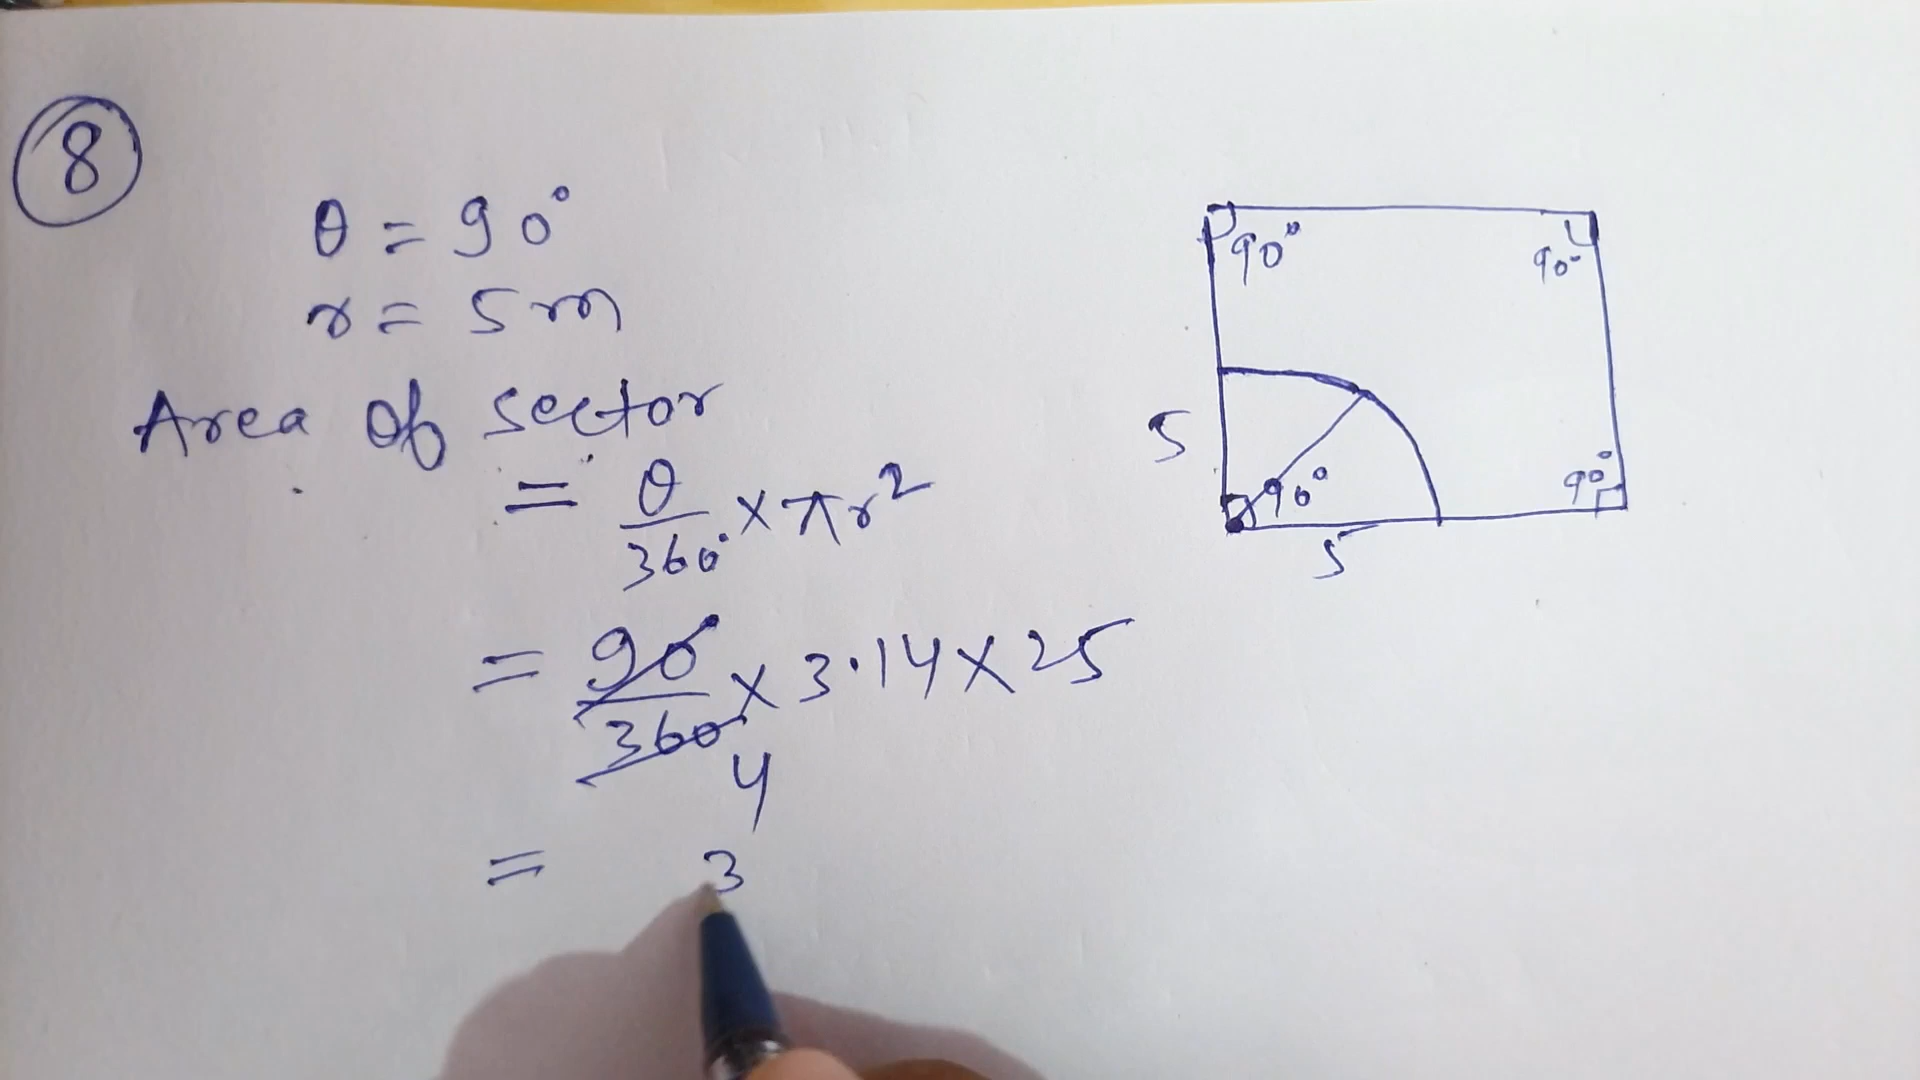 8
θ = 90°
r = 5m
Area of sector
= θ/360° × πr²
= 90/360 × 3.14 × 25
4
= 3
90°
90°
5
90°
90°
5